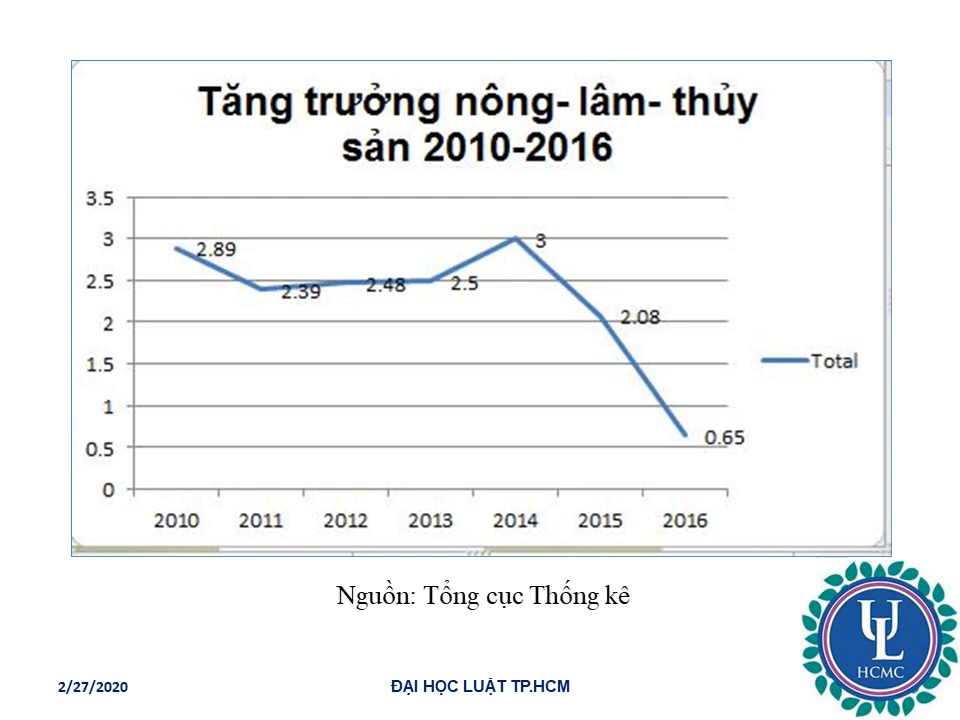 Tăng trưởng nông- lâm- thủy
sản 2010-2016
3.5
3
2.5
2
1.5
1
0.5
0
2.89
2.39
2.48
2.5
3
2.08
0.65
2010 2011 2012 2013 2014 2015 2016
Total
Nguồn: Tổng cục Thống kê
UL
HCMC
2/27/2020
ĐẠI HỌC LUẬT TP.HCM